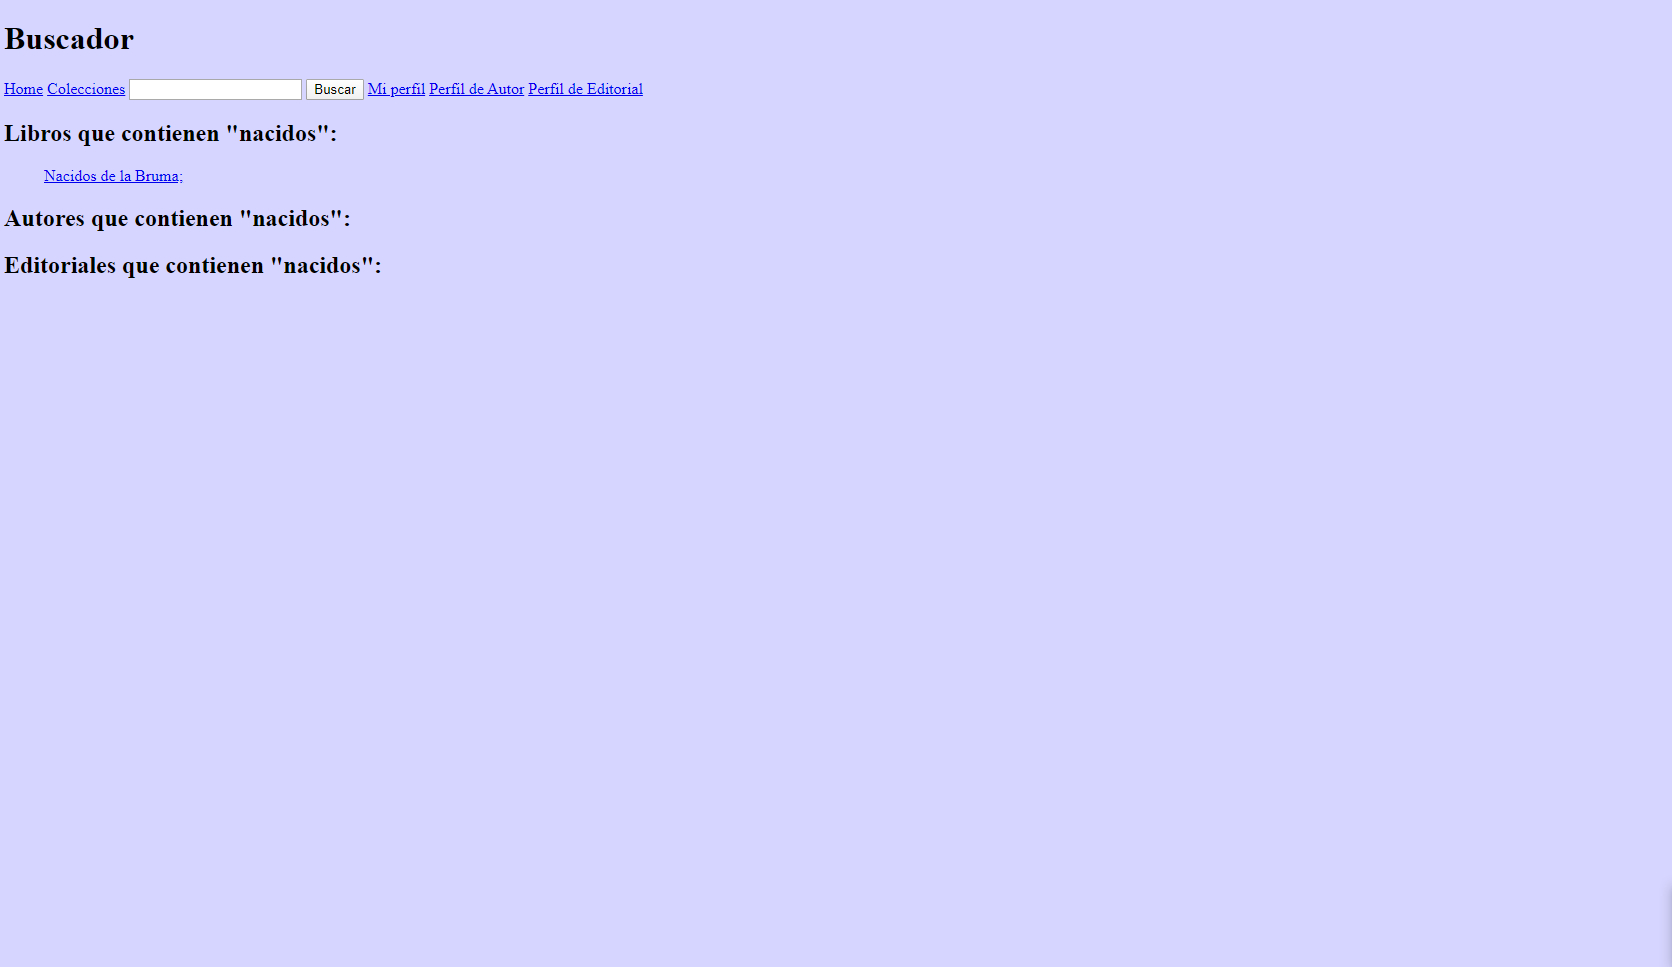 Buscador
Home Colecciones Buscar Mi perfil Perfil de Autor Perfil de Editorial
Libros que contienen "nacidos":
Nacidos de la Bruma;
Autores que contienen "nacidos":
Editoriales que contienen "nacidos":